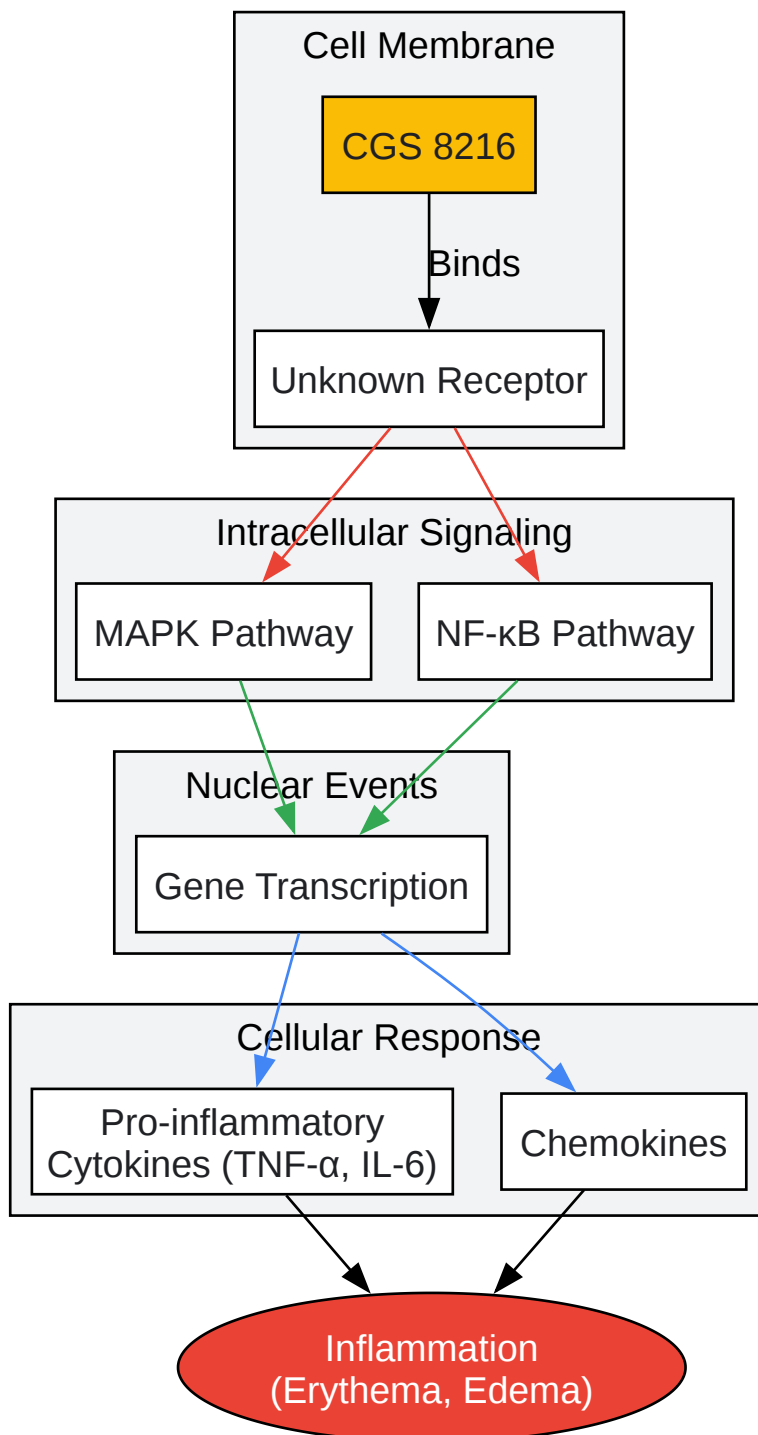 Cell Membrane
CGS 8216
Binds
Unknown Receptor
Intracellular Signaling
MAPK Pathway
NF-κB Pathway
Nuclear Events
Gene Transcription
Cellular Response
Pro-inflammatory
Cytokines (TNF-α, IL-6)
Chemokines
Inflammation
(Erythema, Edema)